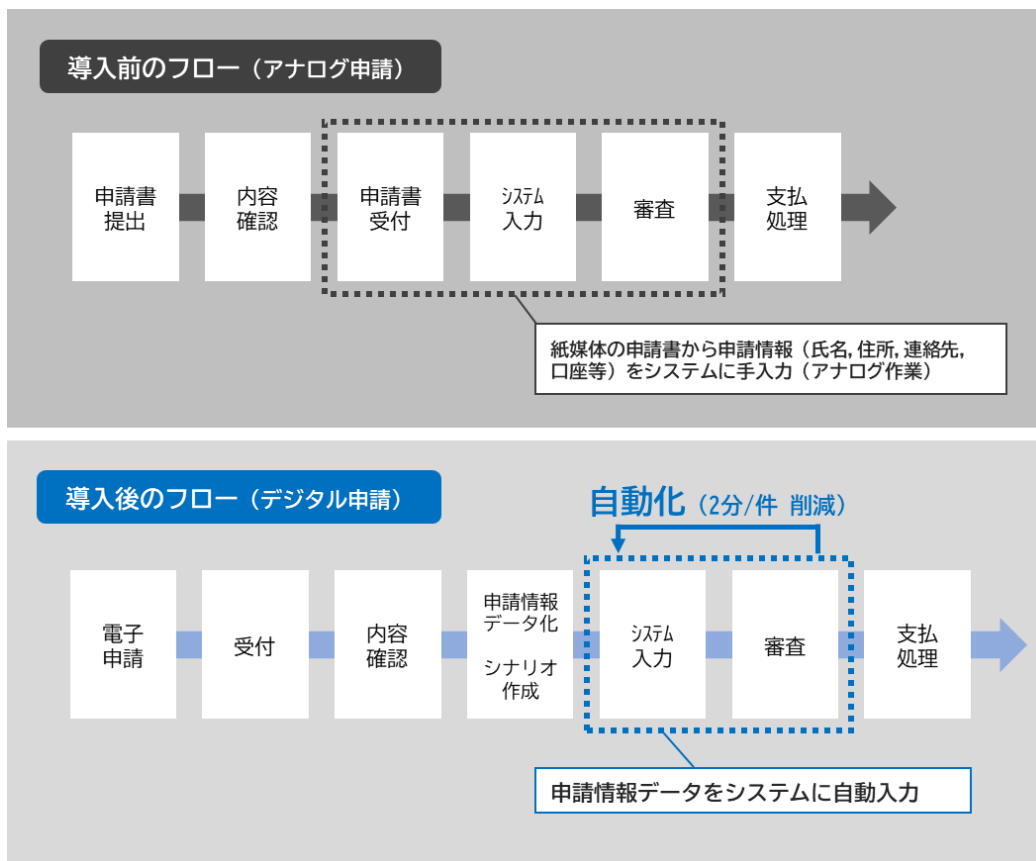 導入前のフロー（アナログ申請）
申請書
提出
内容
確認
申請書
受付
ｼｽﾃﾑ
入力
審査
支払
処理
紙媒体の申請書から申請情報（氏名,住所,連絡先,
口座等）をシステムに手入力（アナログ作業）
導入後のフロー（デジタル申請）
自動化（2分/件 削減）
電子
申請
受付
内容
確認
申請情報
データ化
シナリオ
作成
ｼｽﾃﾑ
入力
審査
支払
処理
申請情報データをシステムに自動入力